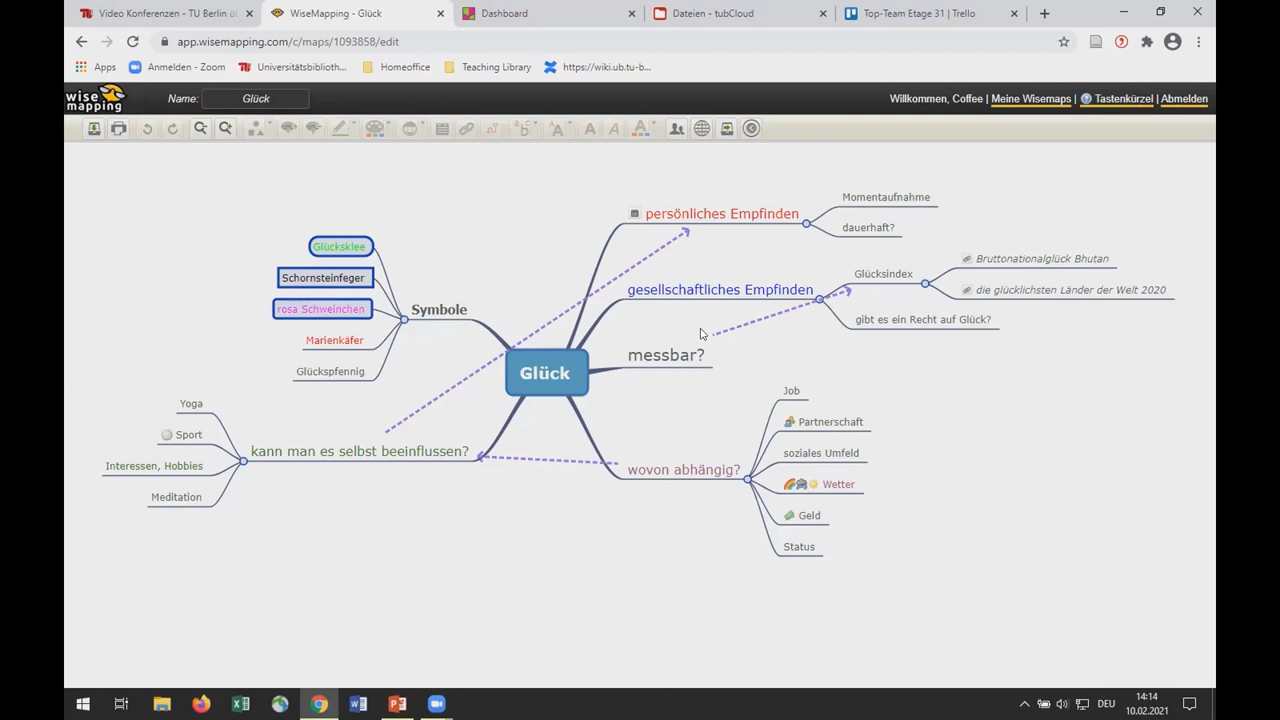 Video Konferenzen - TU Berlin ü
WiseMapping - Glück
Dashboard
Dateien - tubCloud
Top-Team Etage 31 | Trello
app.wisemapping.com/c/maps/1093858/edit
Apps
Anmelden - Zoom
Universitätsbiblioth...
Homeoffice
Teaching Library
https://wiki.ub.tu-b...
wise mapping
Name:
Glück
Willkommen, Coffee | Meine Wisemaps | Tastenkürzel | Abmelden
persönliches Empfinden
Momentaufnahme
dauerhaft?
gesellschaftliches Empfinden
Glücksindex
Bruttonationalglück Bhutan
die glücklichsten Länder der Welt 2020
gibt es ein Recht auf Glück?
messbar?
Glück
wovon abhängig?
Job
Partnerschaft
soziales Umfeld
Wetter
Geld
Status
Symbole
Glücksklee
Schornsteinfeger
rosa Schweinchen
Marienkäfer
Glückspfennig
kann man es selbst beeinflussen?
Yoga
Sport
Interessen, Hobbies
Meditation
DEU
14:14
10.02.2021